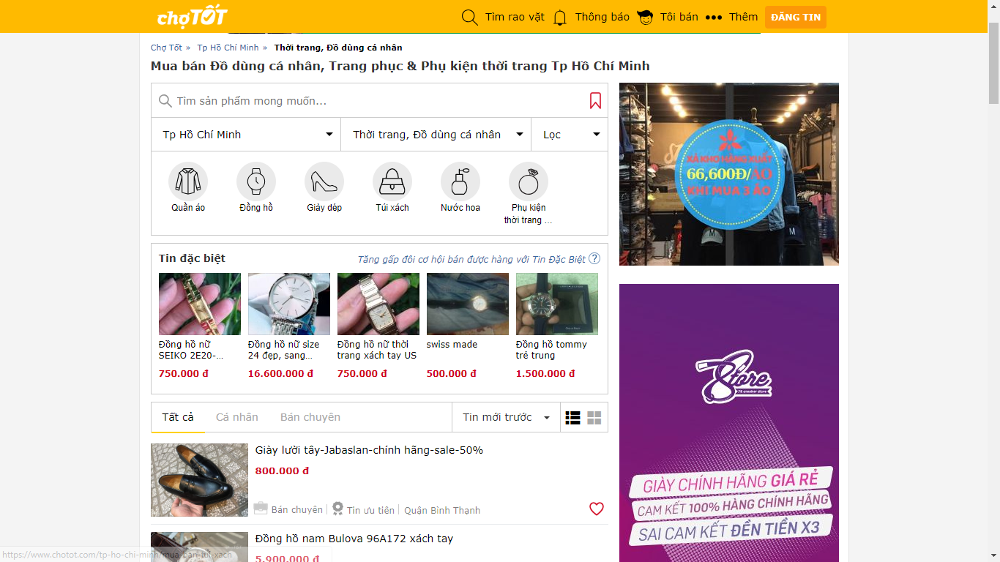 chợTỐT
Tìm rao vặt
Thông báo
Tôi bán
Thêm
ĐĂNG TIN
Chợ Tốt » Tp Hồ Chí Minh » Thời trang, Đồ dùng cá nhân
Mua bán Đồ dùng cá nhân, Trang phục & Phụ kiện thời trang Tp Hồ Chí Minh
Tìm sản phẩm mong muốn...
Tp Hồ Chí Minh
Thời trang, Đồ dùng cá nhân
Lọc
Quần áo
Đồng hồ
Giày dép
Túi xách
Nước hoa
Phụ kiện
thời trang ...
Tin đặc biệt
Tăng gấp đôi cơ hội bán được hàng với Tin Đặc Biệt ?
Đồng hồ nữ
SEIKO 2E20-...
750.000 đ
Đồng hồ nữ size
24 đẹp, sang...
16.600.000 đ
Đồng hồ nữ thời
trang xách tay US
750.000 đ
swiss made
500.000 đ
Đồng hồ tommy
trẻ trung
1.500.000 đ
Tất cả
Cá nhân
Bán chuyên
Tin mới trước
Giày lười tây-Jabaslan-chính hãng-sale-50%
800.000 đ
Bán chuyên
Tin ưu tiên
Quận Bình Thạnh
Đồng hồ nam Bulova 96A172 xách tay
5.900.000 đ
https://www.chotot.com/tp-ho-chi-minh/mua-ban-tui-xach
XẢ KHO HÀNG XUẤT
66,600Đ/ÁO
KHI MUA 3 ÁO
M
M
Store
78 sneaker store
GIÀY CHÍNH HÃNG GIÁ RẺ
CAM KẾT 100% HÀNG CHÍNH HÃNG
SAI CAM KẾT ĐỀN TIỀN X3